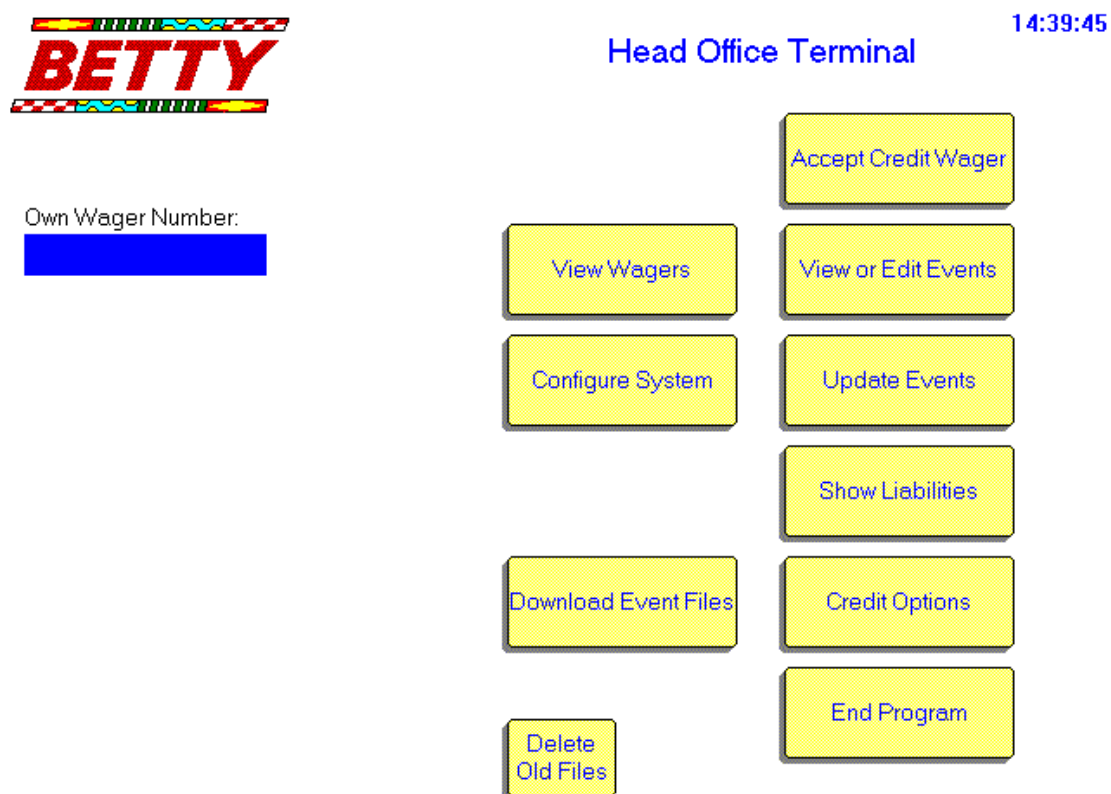 BETTY
Head Office Terminal
14:39:45
Accept Credit Wager
Own Wager Number:
View Wagers
View or Edit Events
Configure System
Update Events
Show Liabilities
Download Event Files
Credit Options
End Program
Delete
Old Files